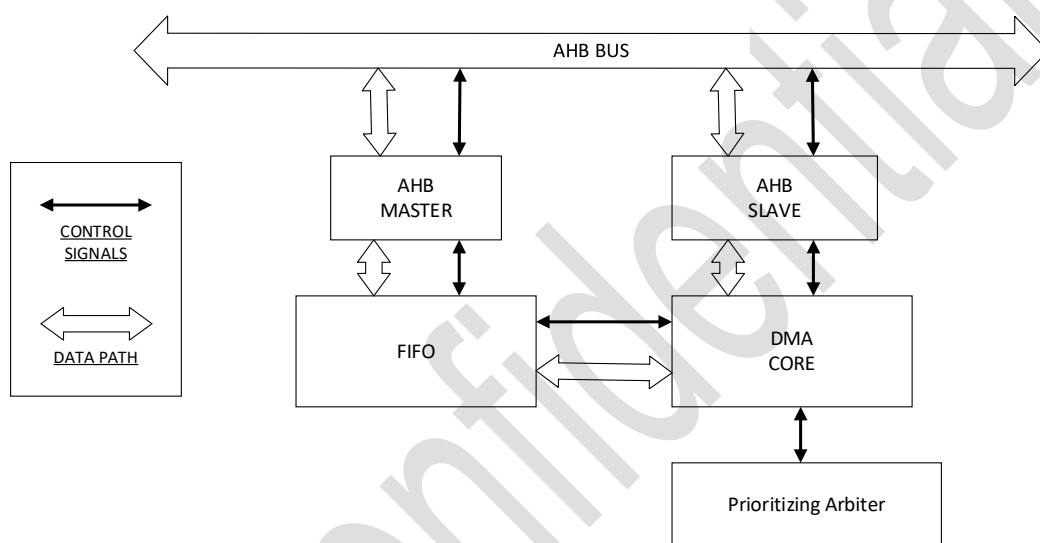 AHB BUS
AHB
MASTER
AHB
SLAVE
CONTROL
SIGNALS
DATA PATH
FIFO
DMA
CORE
Prioritizing Arbiter
Confidential